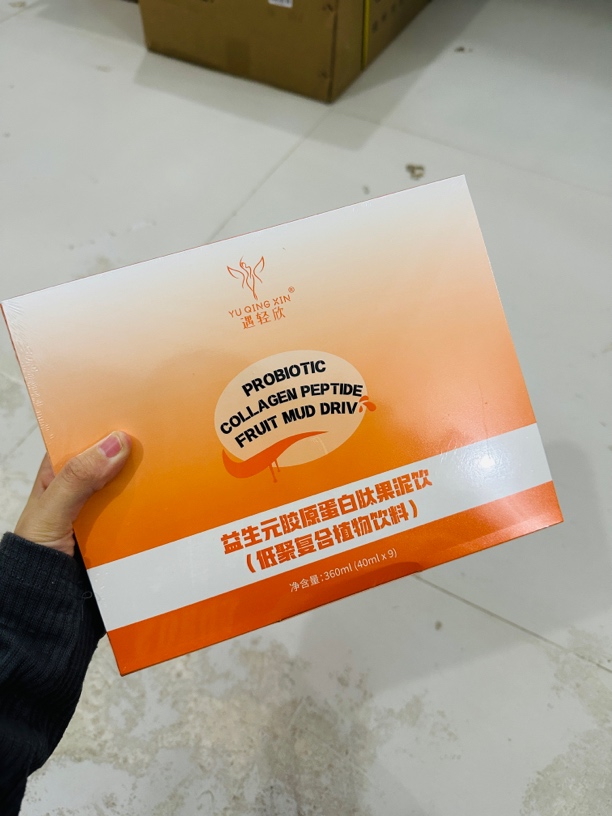 YU QING XIN®
遇轻欣
PROBIOTIC
COLLAGEN PEPTIDE
FRUIT MUD DRIV
益生元胶原蛋白肽果泥饮
(低聚复合植物饮料)
净含量:360ml (40ml x 9)